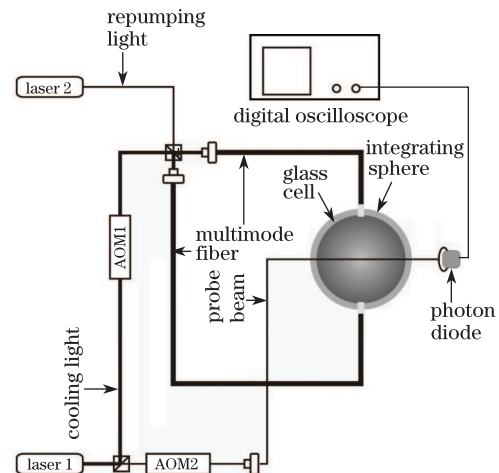 repumping
light
laser 2
digital oscilloscope
integrating
sphere
glass
cell
AOM1
multimode
fiber
probe
beam
photon
diode
cooling light
laser 1
AOM2